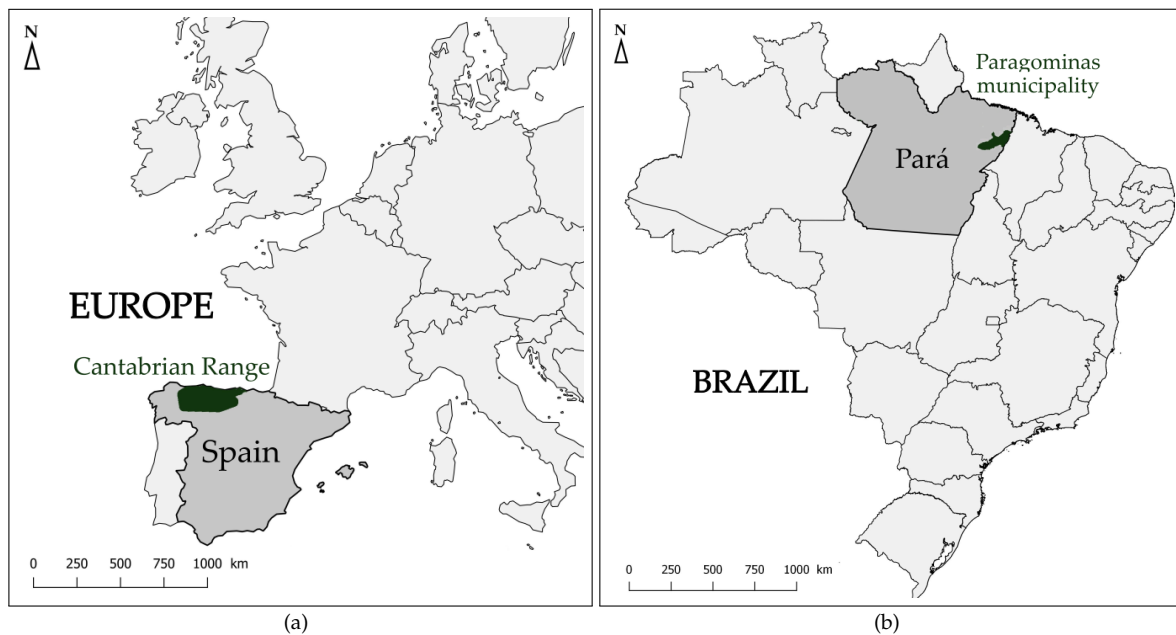 N
EUROPE
Cantabrian Range
Spain
0 250 500 750 1000 km
(a)
N
Paragominas
municipality
Pará
BRAZIL
0 250 500 750 1000 km
(b)